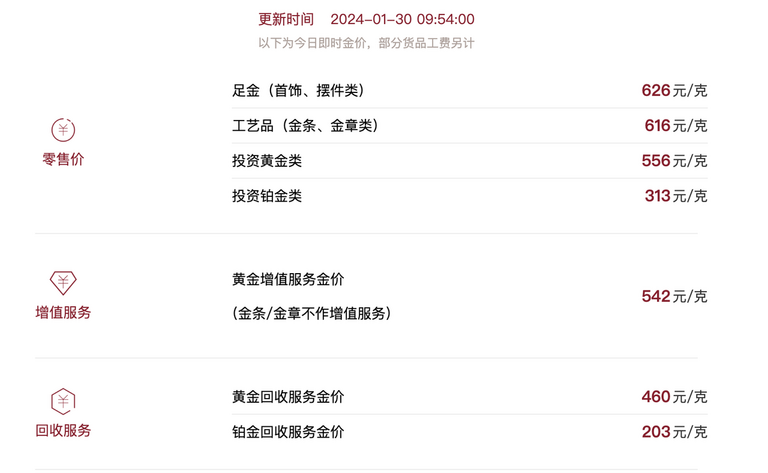 更新时间 2024-01-30 09:54:00
以下为今日即时金价，部分货品工费另计
足金（首饰、摆件类） 626元/克
工艺品（金条、金章类） 616元/克
零售价
投资黄金类 556元/克
投资铂金类 313元/克
黄金增值服务金价
542元/克
增值服务
(金条/金章不作增值服务)
黄金回收服务金价 460元/克
回收服务
铂金回收服务金价 203元/克